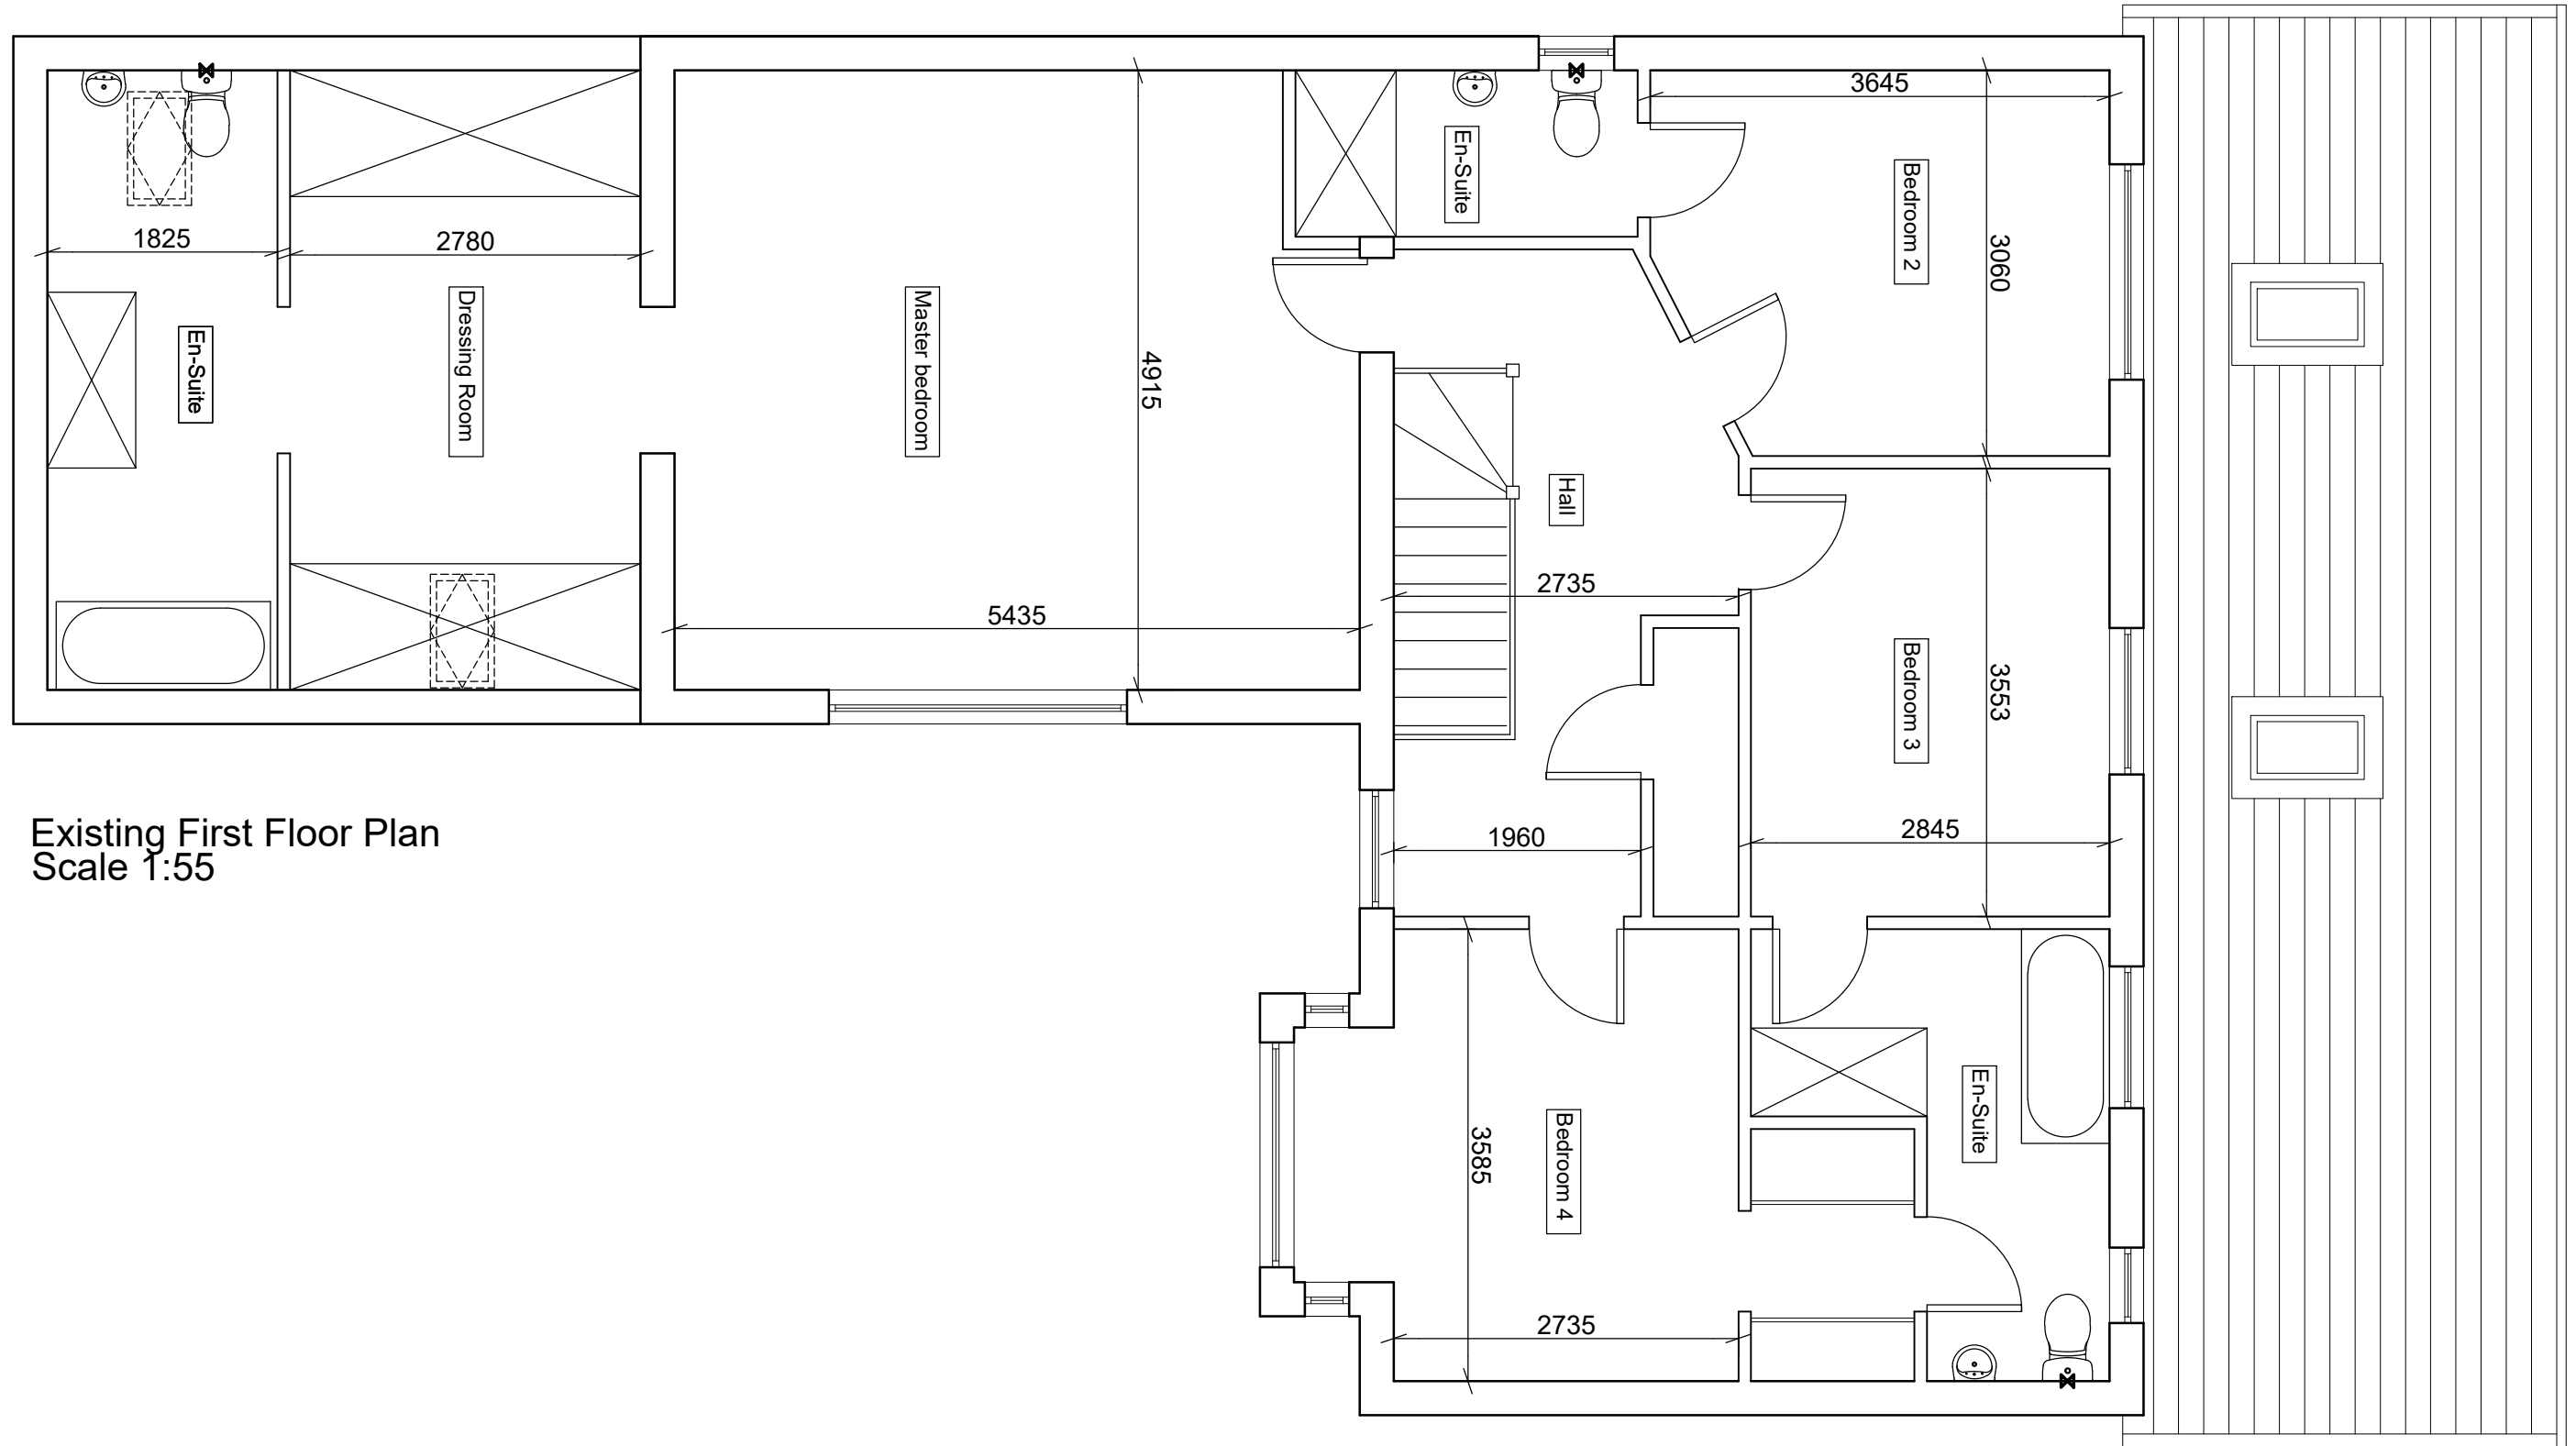 3645
En-Suite
Bedroom 2
3060
1825
2780
En-Suite
Dressing Room
Master bedroom
4915
Hall
2735
5435
Bedroom 3
3553
1960
2845
Existing First Floor Plan
Scale 1:55
En-Suite
3585
Bedroom 4
2735